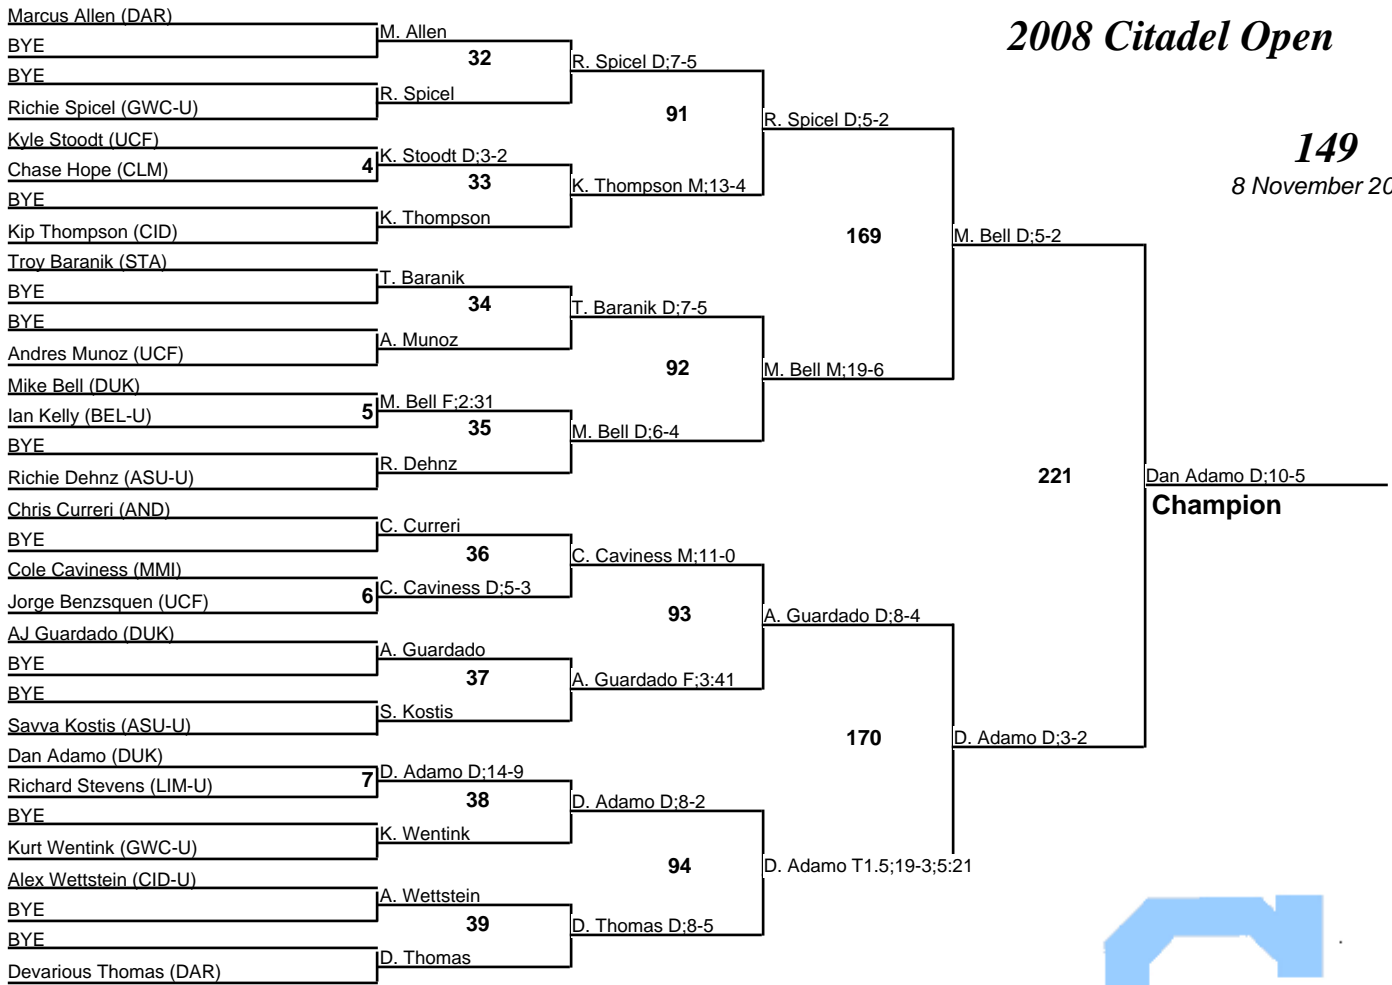 2008 Citadel Open
149
8 November 20
Marcus Allen (DAR)
BYE
BYE
Richie Spicel (GWC-U)
Kyle Stoodt (UCF)
Chase Hope (CLM)
BYE
Kip Thompson (CID)
Troy Baranik (STA)
BYE
BYE
Andres Munoz (UCF)
Mike Bell (DUK)
Ian Kelly (BEL-U)
BYE
Richie Dehnz (ASU-U)
Chris Curreri (AND)
BYE
Cole Caviness (MMI)
Jorge Benzsquen (UCF)
AJ Guardado (DUK)
BYE
BYE
Savva Kostis (ASU-U)
Dan Adamo (DUK)
Richard Stevens (LIM-U)
BYE
Kurt Wentink (GWC-U)
Alex Wettstein (CID-U)
BYE
BYE
Devarious Thomas (DAR)
4
5
6
7
M. Allen
32
R. Spicel
K. Stoodt D;3-2
33
K. Thompson
T. Baranik
34
A. Munoz
M. Bell F;2:31
35
R. Dehnz
C. Curreri
36
C. Caviness D;5-3
A. Guardado
37
S. Kostis
D. Adamo D;14-9
38
K. Wentink
A. Wettstein
39
D. Thomas
R. Spicel D;7-5
91
K. Thompson M;13-4
T. Baranik D;7-5
92
M. Bell D;6-4
C. Caviness M;11-0
93
A. Guardado F;3:41
D. Adamo D;8-2
94
D. Thomas D;8-5
R. Spicel D;5-2
169
M. Bell M;19-6
A. Guardado D;8-4
170
D. Adamo T1.5;19-3;5:21
M. Bell D;5-2
221
D. Adamo D;3-2
Dan Adamo D;10-5
Champion